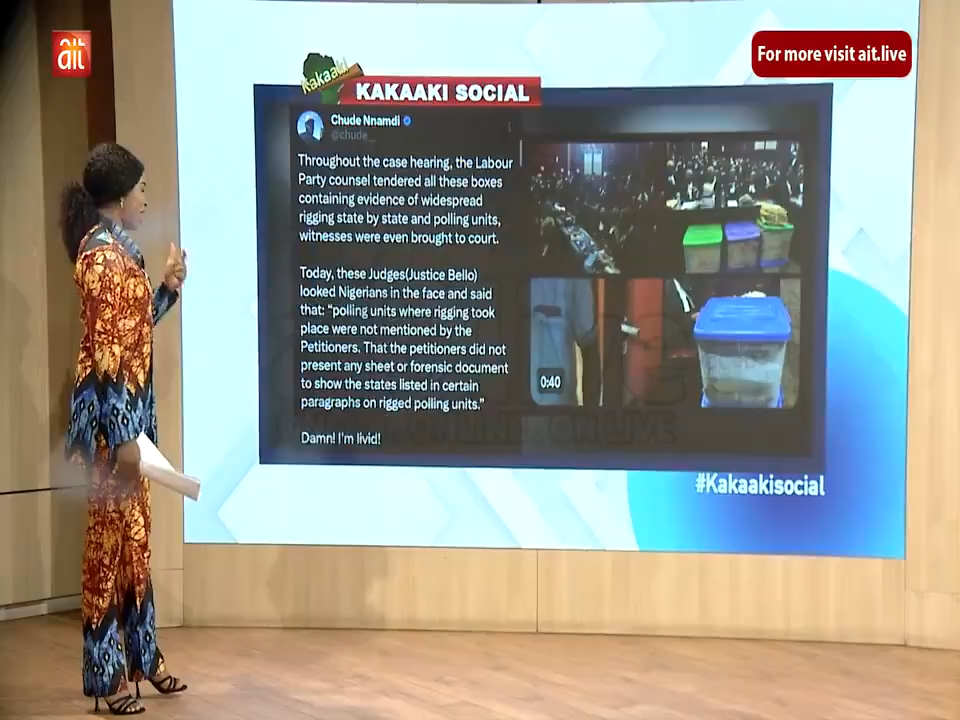 ait
For more visit ait.live
Kakaaki
KAKAAKI SOCIAL
Chude Nnamdi
@chude_
Throughout the case hearing, the Labour
Party counsel tendered all these boxes
containing evidence of widespread
rigging state by state and polling units,
witnesses were even brought to court.
Today, these Judges(Justice Bello)
looked Nigerians in the face and said
that: “polling units where rigging took
place were not mentioned by the
Petitioners. That the petitioners did not
present any sheet or forensic document
to show the states listed in certain
paragraphs on rigged polling units.”
Damn! I'm livid!
0:40
#Kakaakisocial